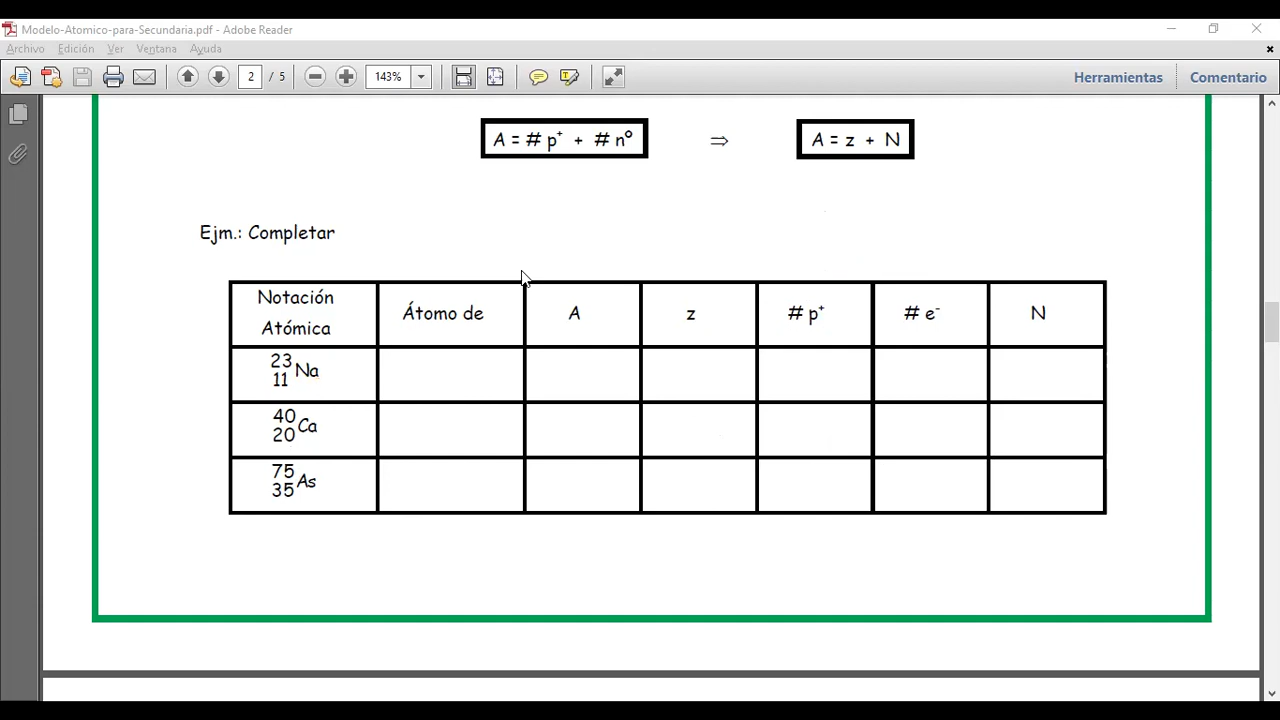 Modelo-Atomico-para-Secundaria.pdf - Adobe Reader
Archivo Edición Ver Ventana Ayuda
2 / 5 143% Herramientas Comentario
A = # p⁺ + # n° ⇒ A = z + N
Ejm.: Completar
Notación Atómica Átomo de A z # p⁺ # e⁻ N
23
11 Na
40
20 Ca
75
35 As